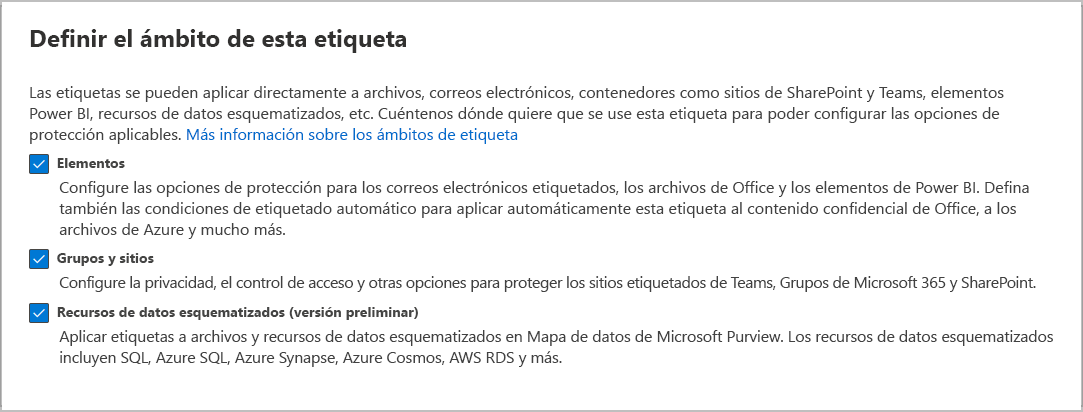 Definir el ámbito de esta etiqueta
Las etiquetas se pueden aplicar directamente a archivos, correos electrónicos, contenedores como sitios de SharePoint y Teams, elementos
Power BI, recursos de datos esquematizados, etc. Cuéntenos dónde quiere que se use esta etiqueta para poder configurar las opciones de
protección aplicables. Más información sobre los ámbitos de etiqueta
Elementos
Configure las opciones de protección para los correos electrónicos etiquetados, los archivos de Office y los elementos de Power BI. Defina
también las condiciones de etiquetado automático para aplicar automáticamente esta etiqueta al contenido confidencial de Office, a los
archivos de Azure y mucho más.
Grupos y sitios
Configure la privacidad, el control de acceso y otras opciones para proteger los sitios etiquetados de Teams, Grupos de Microsoft 365 y SharePoint.
Recursos de datos esquematizados (versión preliminar)
Aplicar etiquetas a archivos y recursos de datos esquematizados en Mapa de datos de Microsoft Purview. Los recursos de datos esquematizados
incluyen SQL, Azure SQL, Azure Synapse, Azure Cosmos, AWS RDS y más.